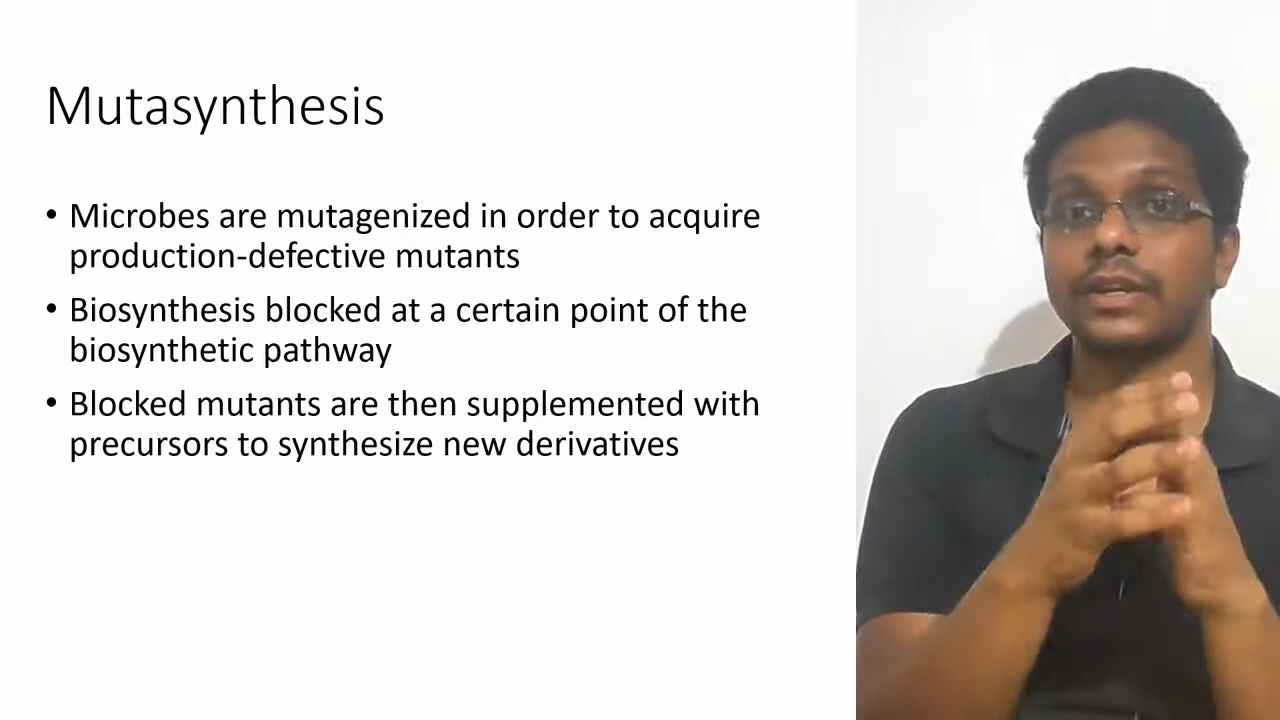 Mutasynthesis
• Microbes are mutagenized in order to acquire
production-defective mutants
• Biosynthesis blocked at a certain point of the
biosynthetic pathway
• Blocked mutants are then supplemented with
precursors to synthesize new derivatives